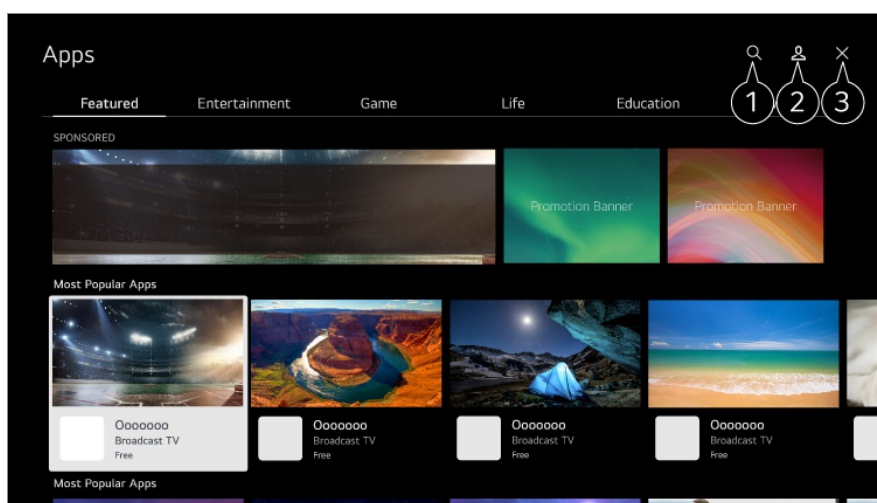 Apps
Featured Entertainment Game Life Education
1 2 3
SPONSORED
Promotion Banner Promotion Banner
Most Popular Apps
Ooooooo Ooooooo Ooooooo Ooooooo
Broadcast TV Broadcast TV Broadcast TV Broadcast TV
Free Free Free Free
Most Popular Apps